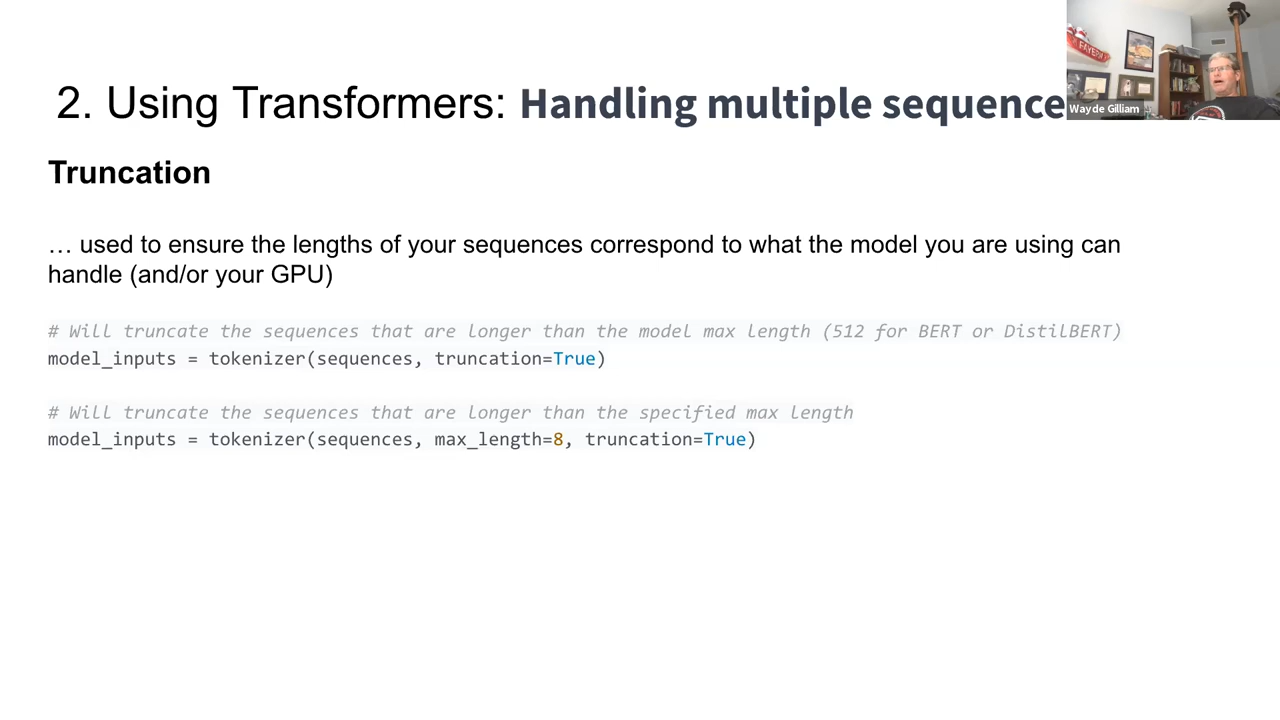 2. Using Transformers: Handling multiple sequence
Wayde Gilliam
Truncation
… used to ensure the lengths of your sequences correspond to what the model you are using can
handle (and/or your GPU)
# Will truncate the sequences that are longer than the model max length (512 for BERT or DistilBERT)
model_inputs = tokenizer(sequences, truncation=True)
# Will truncate the sequences that are longer than the specified max length
model_inputs = tokenizer(sequences, max_length=8, truncation=True)